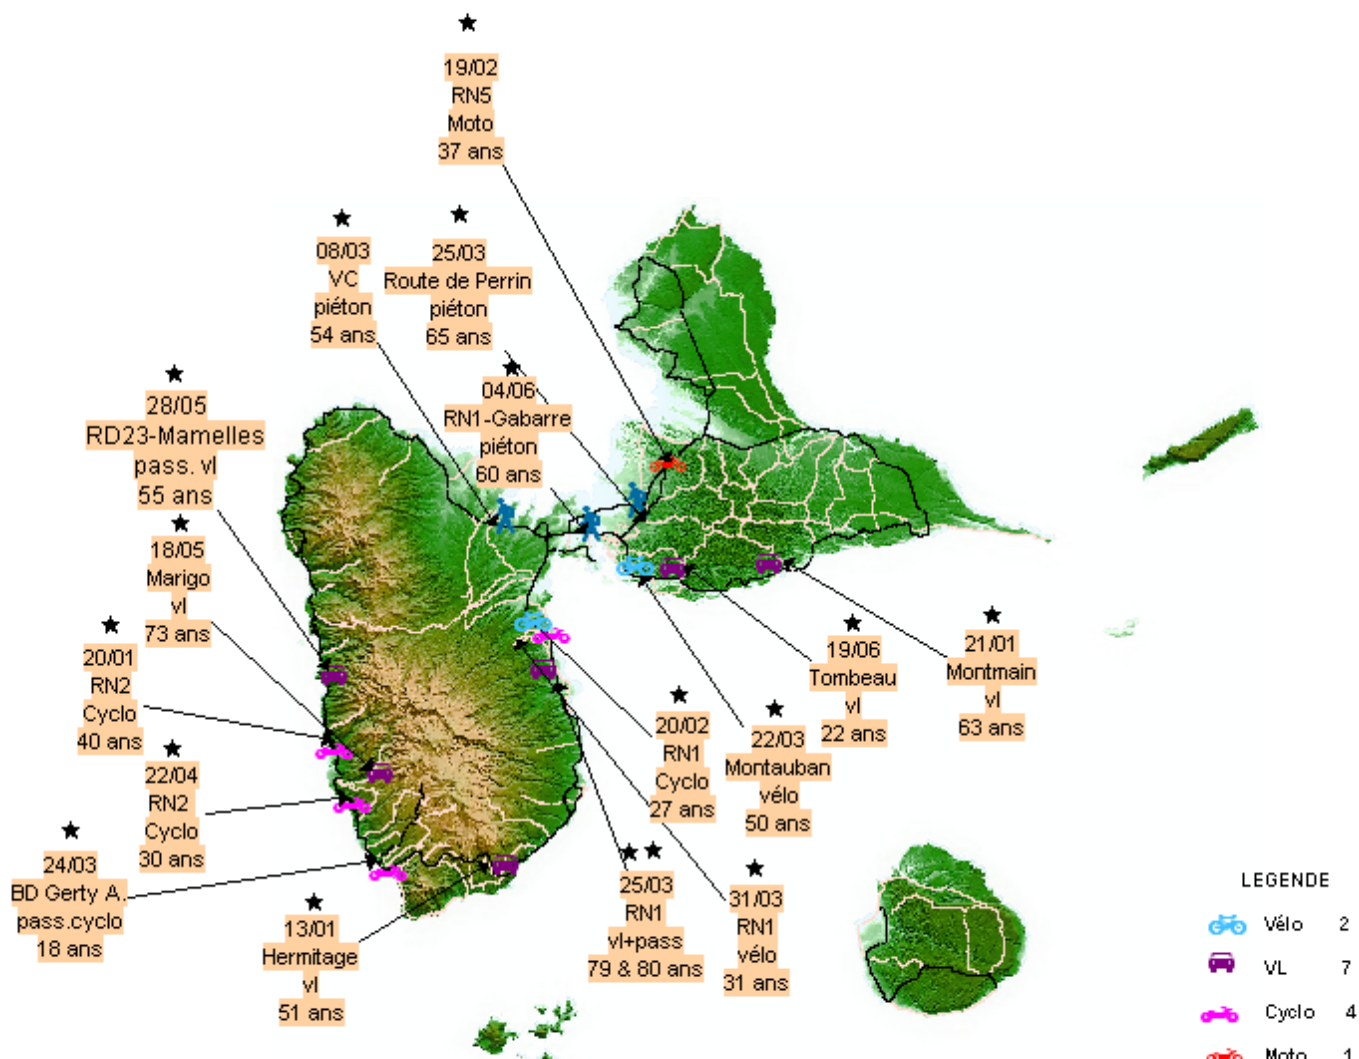 19/02
RN5
Moto
37 ans
08/03
VC
piéton
54 ans
25/03
Route de Perrin
piéton
65 ans
04/06
RN1-Gabarre
piéton
60 ans
28/05
RD23-Mamelles
pass. vl
55 ans
18/05
Marigo
vl
73 ans
20/01
RN2
Cyclo
40 ans
22/04
RN2
Cyclo
30 ans
24/03
BD Gerty A.
pass.cyclo
18 ans
13/01
Hermitage
vl
51 ans
25/03
RN1
vl+pass
79 & 80 ans
31/03
RN1
vélo
31 ans
20/02
RN1
Cyclo
27 ans
22/03
Montauban
vélo
50 ans
19/06
Tombeau
vl
22 ans
21/01
Montmain
vl
63 ans
LEGENDE
Vélo 2
VL 7
Cyclo 4
Moto 1